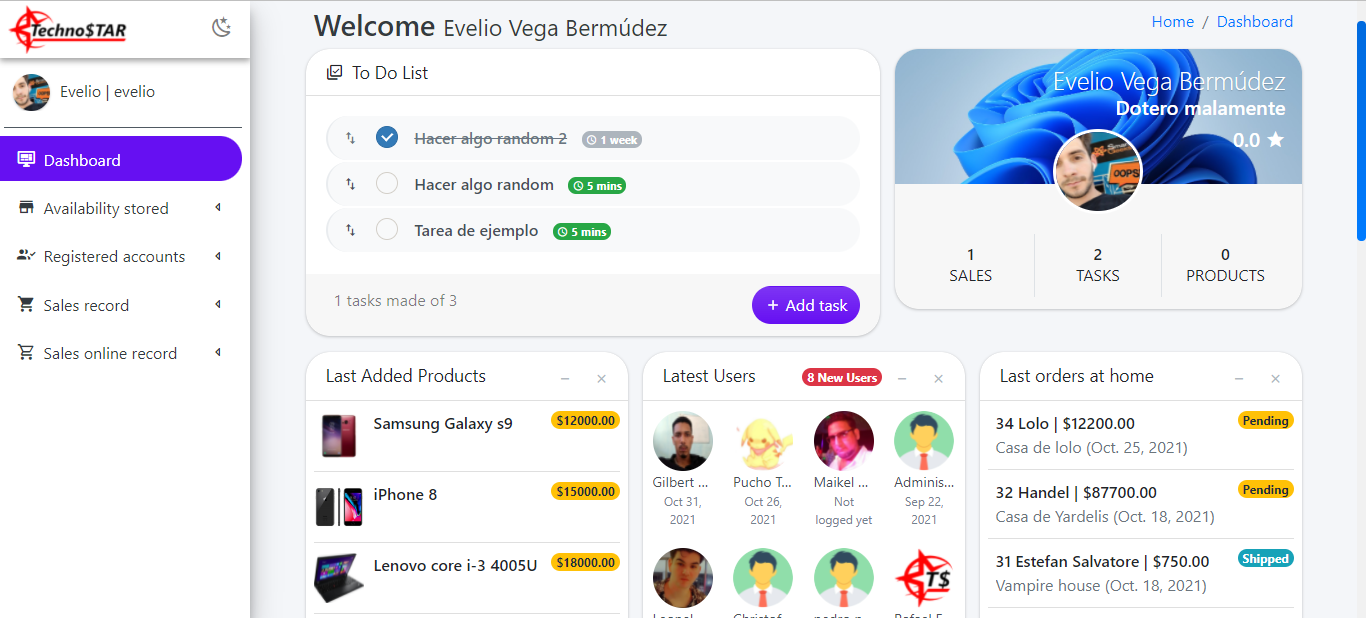 Techno$TAR
Evelio | evelio
Dashboard
Availability stored
Registered accounts
Sales record
Sales online record
Welcome Evelio Vega Bermúdez
Home / Dashboard
To Do List
Hacer algo random 2 1 week
Hacer algo random 5 mins
Tarea de ejemplo 5 mins
1 tasks made of 3
+ Add task
Evelio Vega Bermúdez
Dotero malamente
0.0
OOPS
1
SALES
2
TASKS
0
PRODUCTS
Last Added Products
Samsung Galaxy s9 $12000.00
iPhone 8 $15000.00
Lenovo core i-3 4005U $18000.00
Latest Users 8 New Users
Gilbert ...
Oct 31,
2021
Pucho T...
Oct 26,
2021
Maikel ...
Not
logged yet
Adminis...
Sep 22,
2021
T$
Last orders at home
34 Lolo | $12200.00 Pending
Casa de lolo (Oct. 25, 2021)
32 Handel | $87700.00 Pending
Casa de Yardelis (Oct. 18, 2021)
31 Estefan Salvatore | $750.00 Shipped
Vampire house (Oct. 18, 2021)